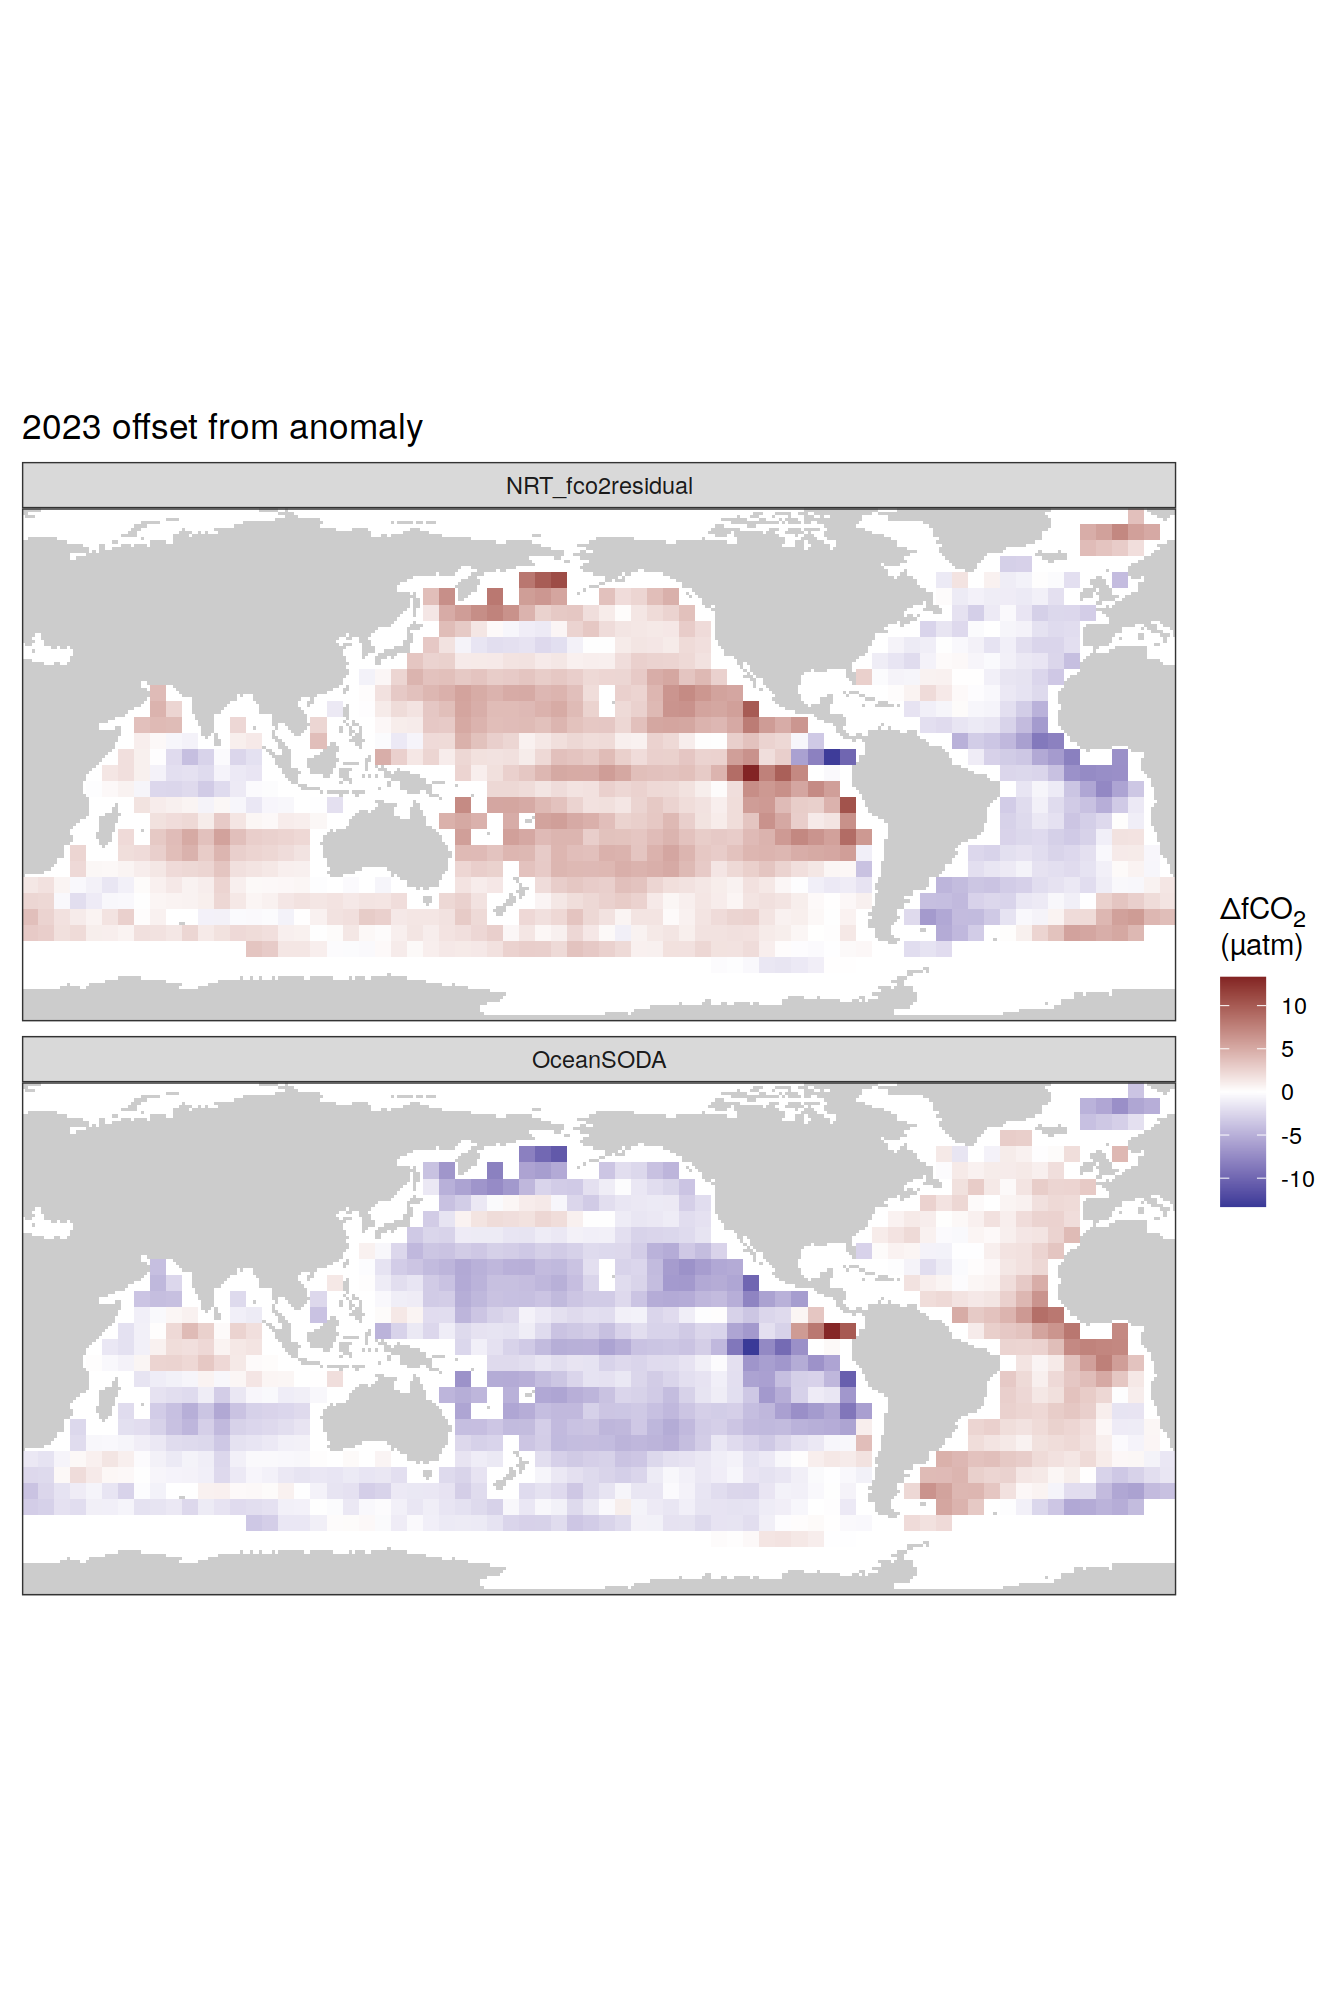 2023 offset from anomaly
NRT_fco2residual
OceanSODA
ΔfCO₂
(µatm)
10
5
0
-5
-10